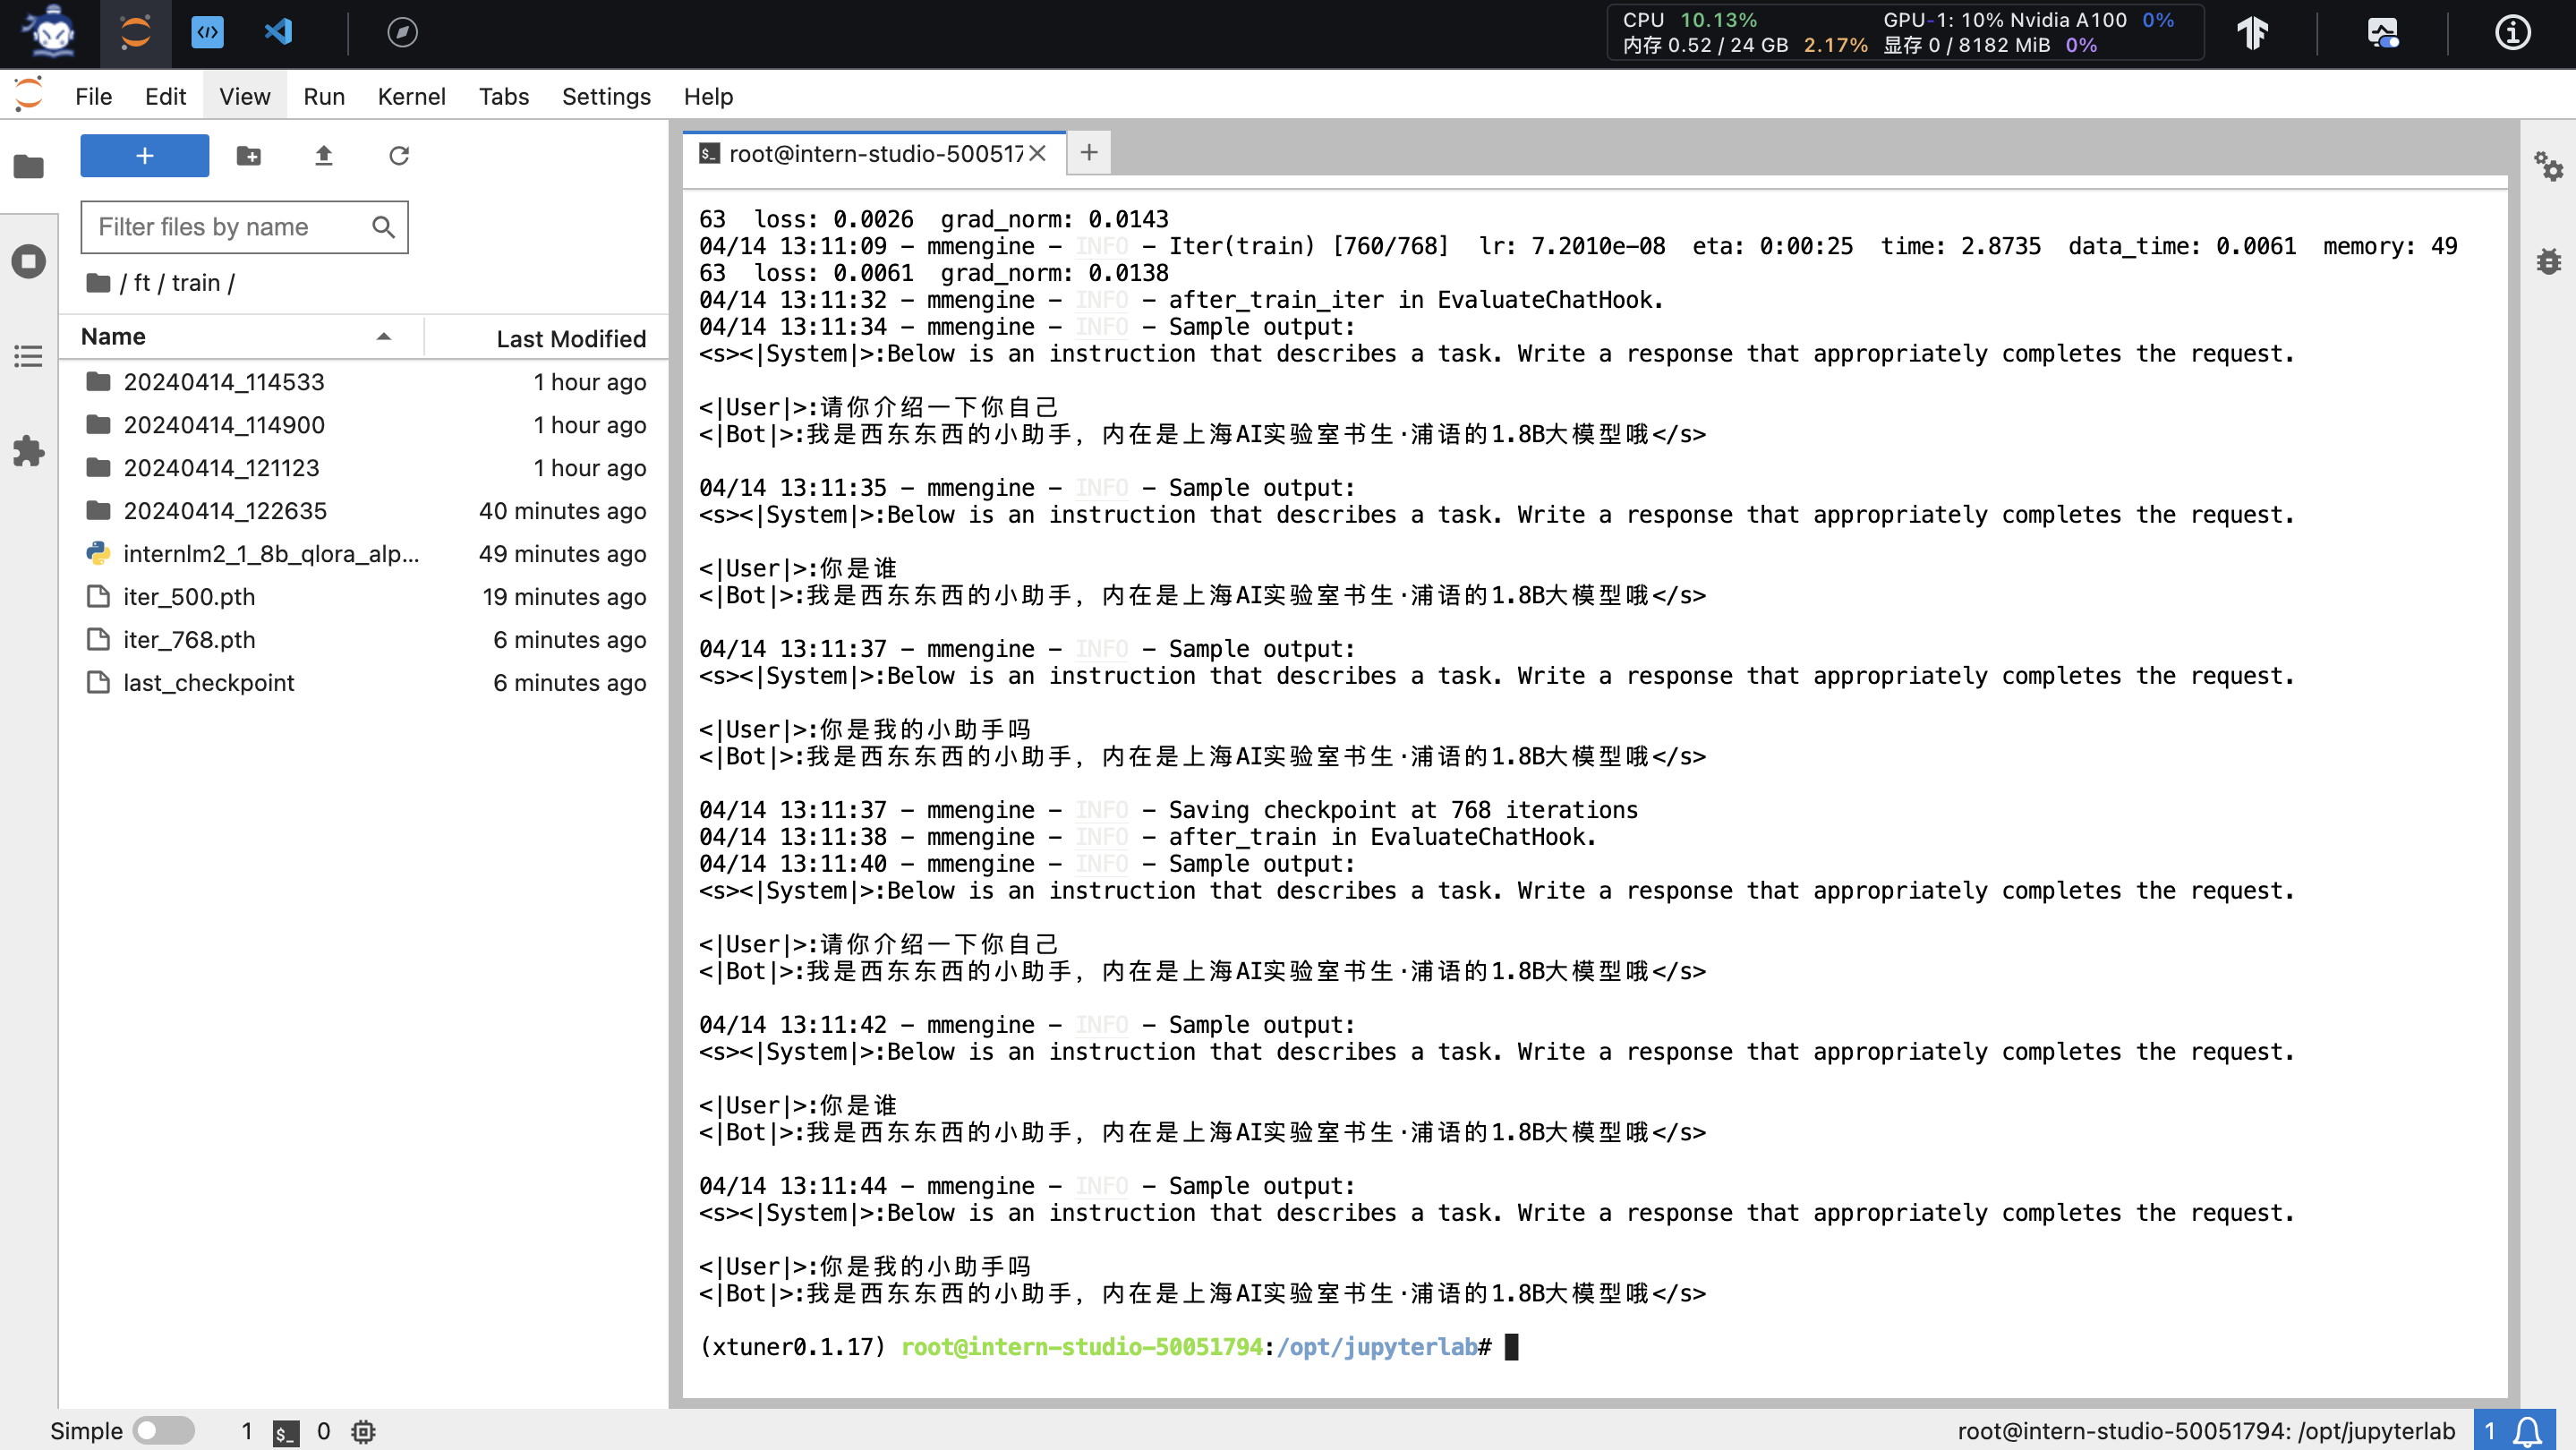 CPU 10.13% GPU-1: 10% Nvidia A100 0%
内存 0.52 / 24 GB 2.17% 显存 0 / 8182 MiB 0%
File Edit View Run Kernel Tabs Settings Help
+
root@intern-studio-500517
Filter files by name
/ ft / train /
Name Last Modified
20240414_114533 1 hour ago
20240414_114900 1 hour ago
20240414_121123 1 hour ago
20240414_122635 40 minutes ago
internlm2_1_8b_qlora_alp... 49 minutes ago
iter_500.pth 19 minutes ago
iter_768.pth 6 minutes ago
last_checkpoint 6 minutes ago
63 loss: 0.0026 grad_norm: 0.0143
04/14 13:11:09 - mmengine - INFO - Iter(train) [760/768] lr: 7.2010e-08 eta: 0:00:25 time: 2.8735 data_time: 0.0061 memory: 49
63 loss: 0.0061 grad_norm: 0.0138
04/14 13:11:32 - mmengine - INFO - after_train_iter in EvaluateChatHook.
04/14 13:11:34 - mmengine - INFO - Sample output:
<s><|System|>:Below is an instruction that describes a task. Write a response that appropriately completes the request.
<|User|>:请你介绍一下你自己
<|Bot|>:我是西东东西的小助手，内在是上海AI实验室书生·浦语的1.8B大模型哦</s>
04/14 13:11:35 - mmengine - INFO - Sample output:
<s><|System|>:Below is an instruction that describes a task. Write a response that appropriately completes the request.
<|User|>:你是谁
<|Bot|>:我是西东东西的小助手，内在是上海AI实验室书生·浦语的1.8B大模型哦</s>
04/14 13:11:37 - mmengine - INFO - Sample output:
<s><|System|>:Below is an instruction that describes a task. Write a response that appropriately completes the request.
<|User|>:你是我的小助手吗
<|Bot|>:我是西东东西的小助手，内在是上海AI实验室书生·浦语的1.8B大模型哦</s>
04/14 13:11:37 - mmengine - INFO - Saving checkpoint at 768 iterations
04/14 13:11:38 - mmengine - INFO - after_train in EvaluateChatHook.
04/14 13:11:40 - mmengine - INFO - Sample output:
<s><|System|>:Below is an instruction that describes a task. Write a response that appropriately completes the request.
<|User|>:请你介绍一下你自己
<|Bot|>:我是西东东西的小助手，内在是上海AI实验室书生·浦语的1.8B大模型哦</s>
04/14 13:11:42 - mmengine - INFO - Sample output:
<s><|System|>:Below is an instruction that describes a task. Write a response that appropriately completes the request.
<|User|>:你是谁
<|Bot|>:我是西东东西的小助手，内在是上海AI实验室书生·浦语的1.8B大模型哦</s>
04/14 13:11:44 - mmengine - INFO - Sample output:
<s><|System|>:Below is an instruction that describes a task. Write a response that appropriately completes the request.
<|User|>:你是我的小助手吗
<|Bot|>:我是西东东西的小助手，内在是上海AI实验室书生·浦语的1.8B大模型哦</s>
(xtuner0.1.17) root@intern-studio-50051794:/opt/jupyterlab#
Simple 1 $_ 0 root@intern-studio-50051794: /opt/jupyterlab 1